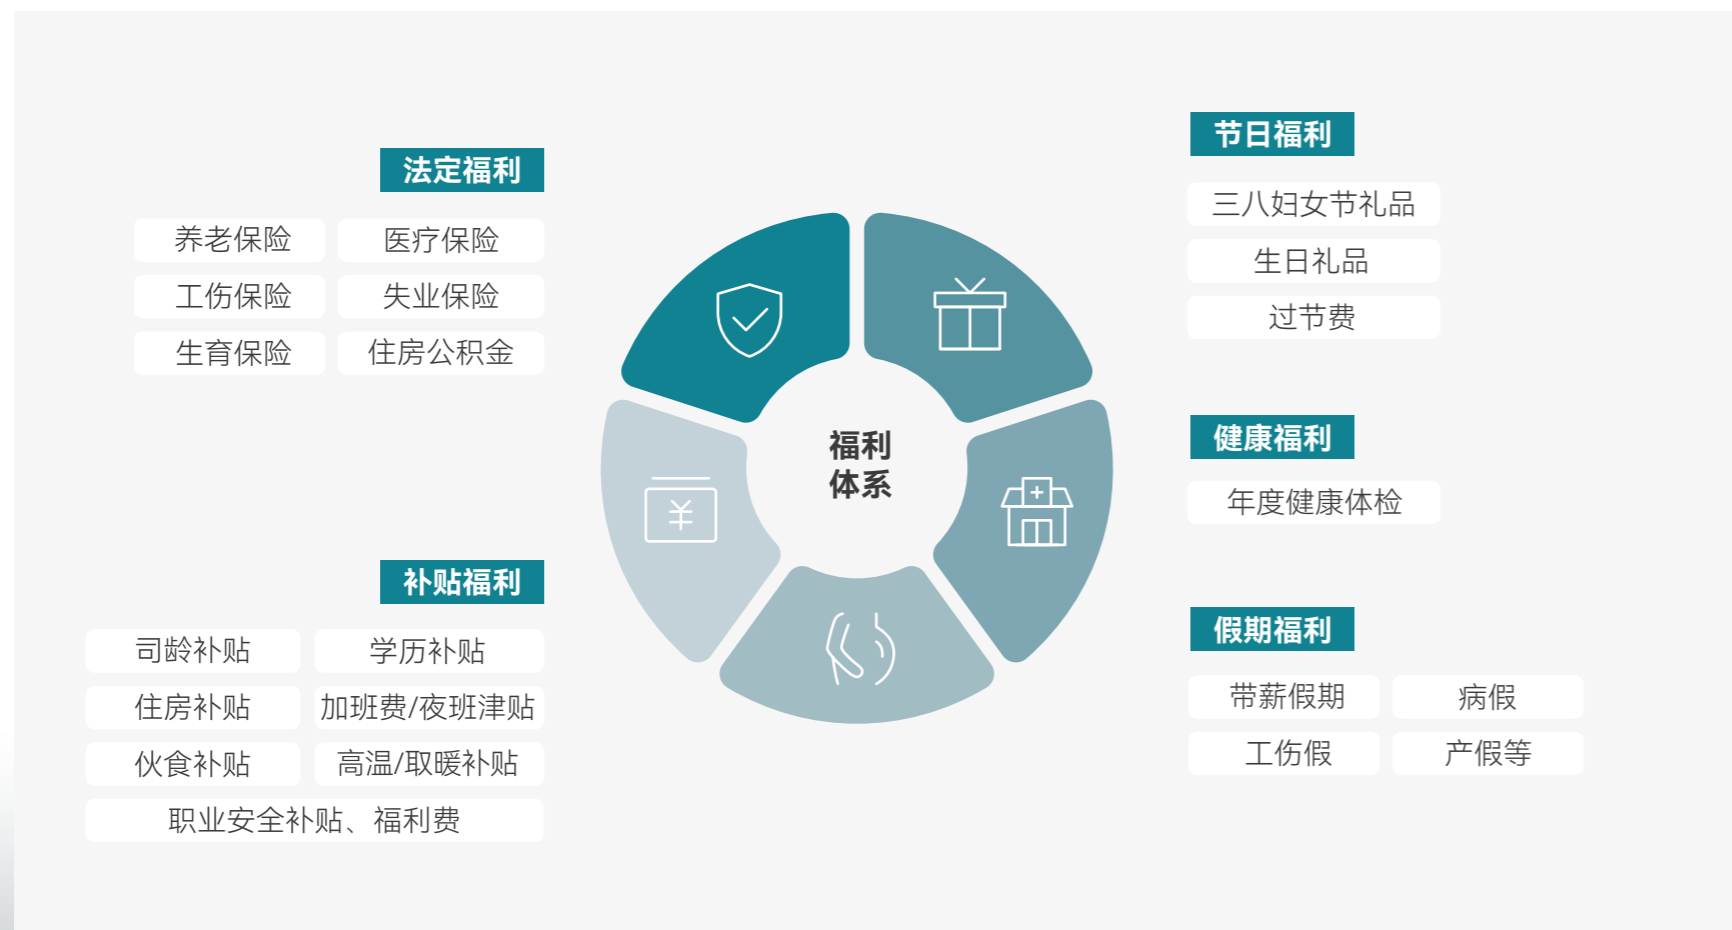 法定福利
养老保险
医疗保险
工伤保险
失业保险
生育保险
住房公积金
补贴福利
司龄补贴
学历补贴
住房补贴
加班费/夜班津贴
伙食补贴
高温/取暖补贴
职业安全补贴、福利费
福利
体系
¥
节日福利
三八妇女节礼品
生日礼品
过节费
健康福利
年度健康体检
假期福利
带薪假期
病假
工伤假
产假等